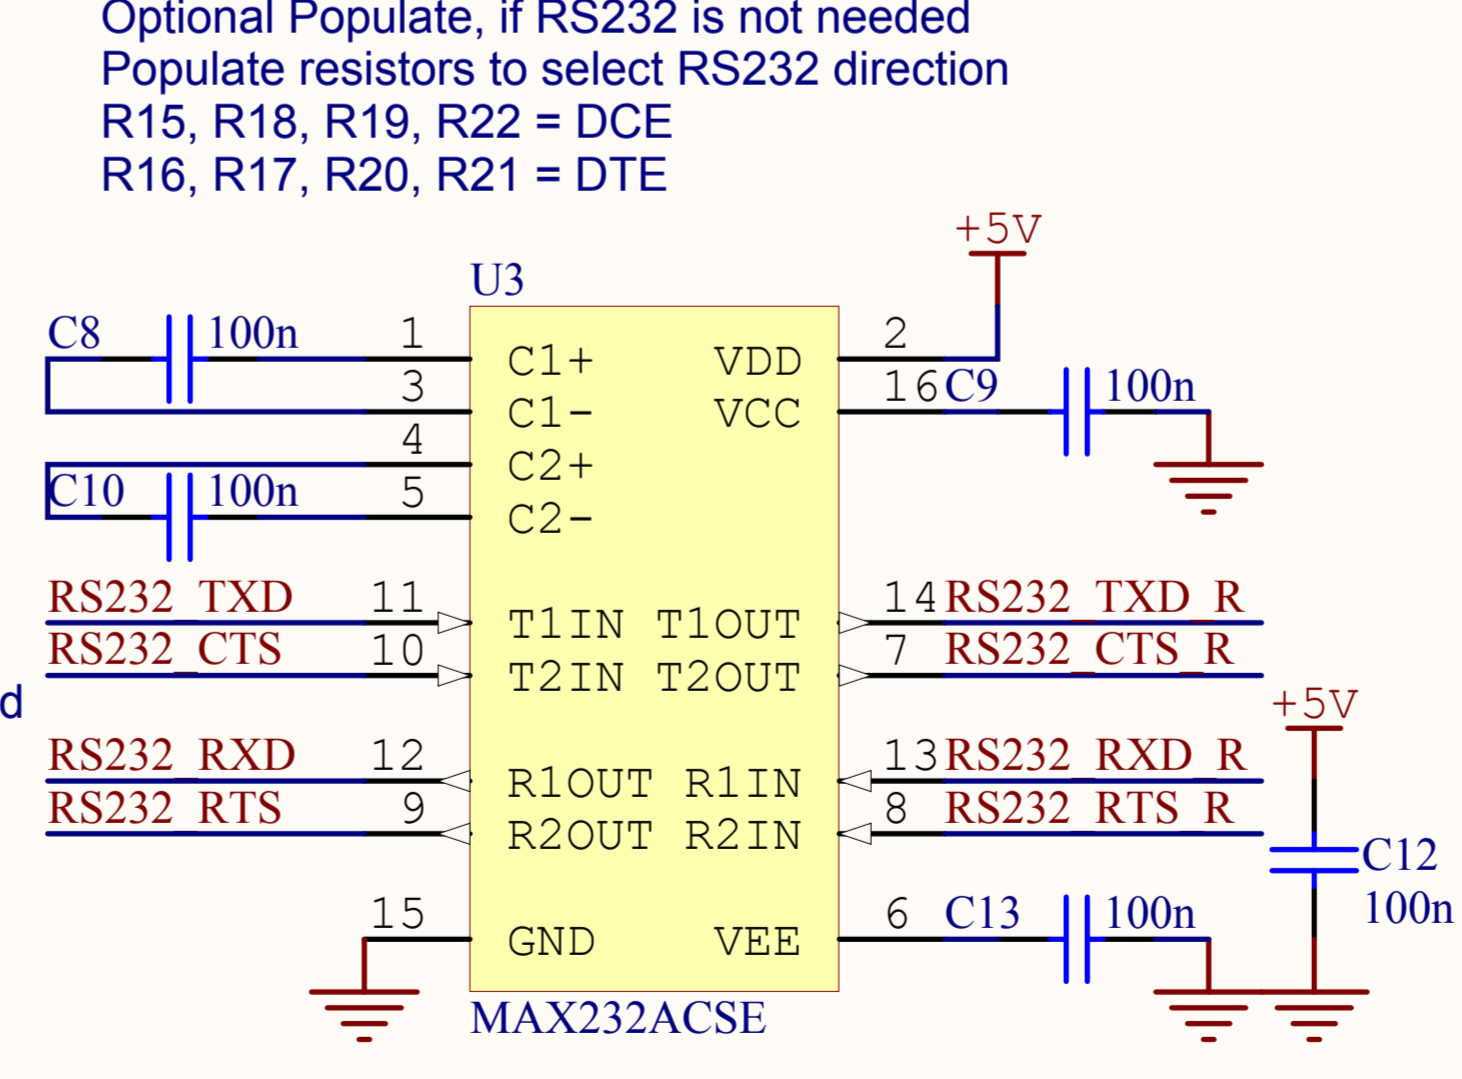 Optional Populate, if RS232 is not needed
Populate resistors to select RS232 direction
R15, R18, R19, R22 = DCE
R16, R17, R20, R21 = DTE
+5V
U3
C8 100n 1 C1+ VDD 2
3 C1- VCC 16 C9 100n
4 C2+
C10 100n 5 C2-
RS232_TXD 11 T1IN T1OUT 14 RS232_TXD_R
RS232_CTS 10 T2IN T2OUT 7 RS232_CTS_R
d
+5V
RS232_RXD 12 R1OUT R1IN 13 RS232_RXD_R
RS232_RTS 9 R2OUT R2IN 8 RS232_RTS_R
C12
100n
15 GND VEE 6 C13 100n
MAX232ACSE